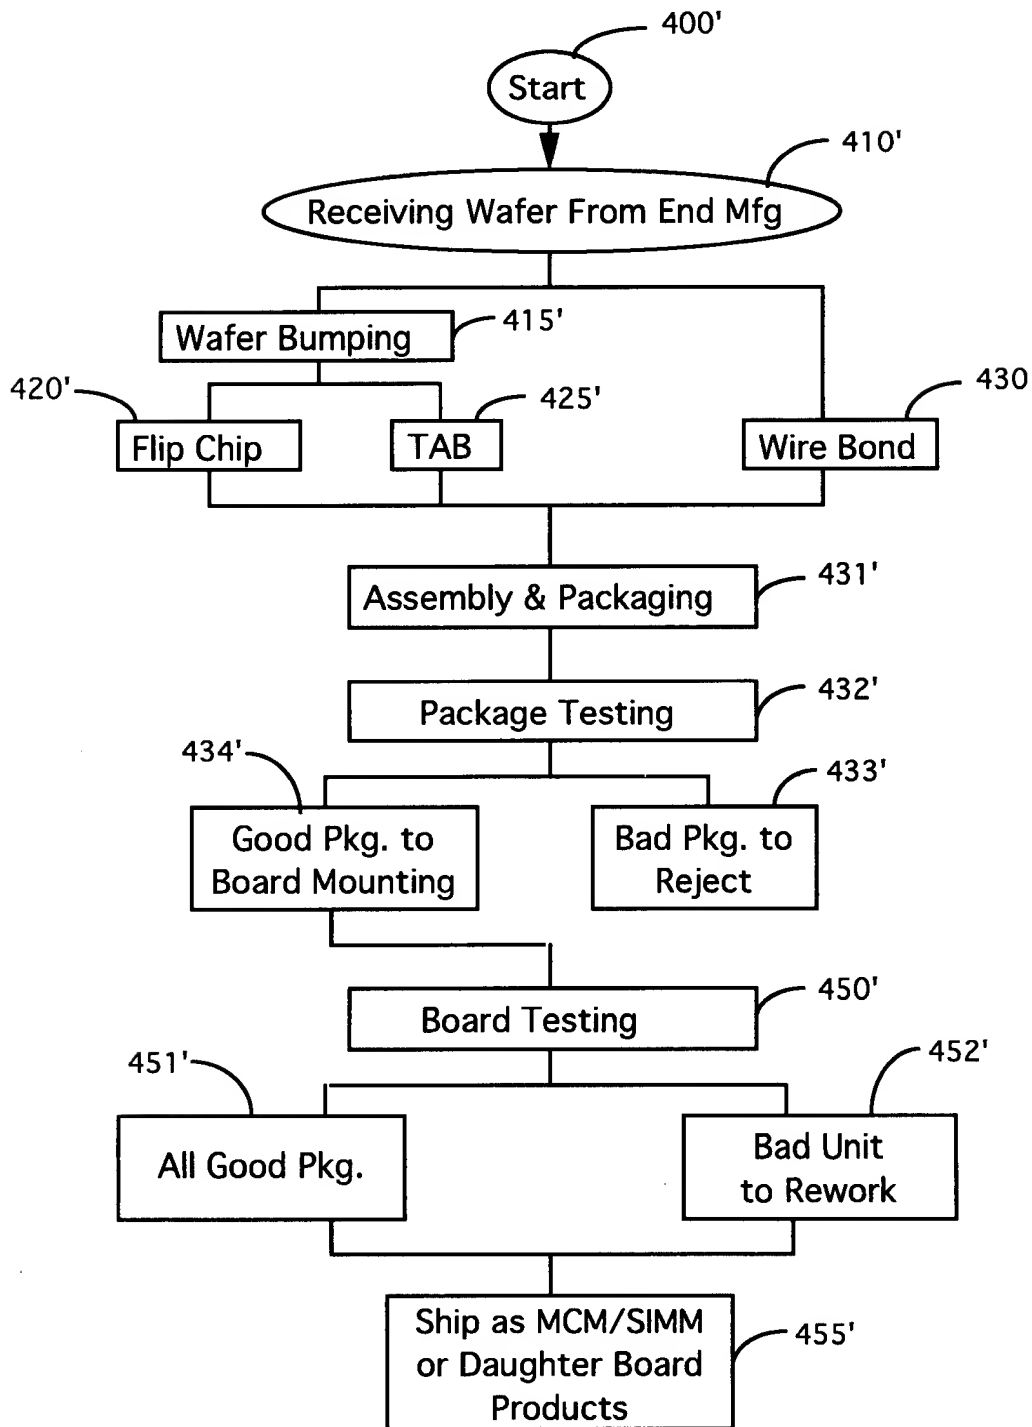 400'
Start
410'
Receiving Wafer From End Mfg
Wafer Bumping
415'
420'
425'
430
Flip Chip
TAB
Wire Bond
431'
Assembly & Packaging
432'
Package Testing
434'
433'
Good Pkg. to
Board Mounting
Bad Pkg. to
Reject
450'
Board Testing
451'
452'
All Good Pkg.
Bad Unit
to Rework
Ship as MCM/SIMM
or Daughter Board
Products
455'